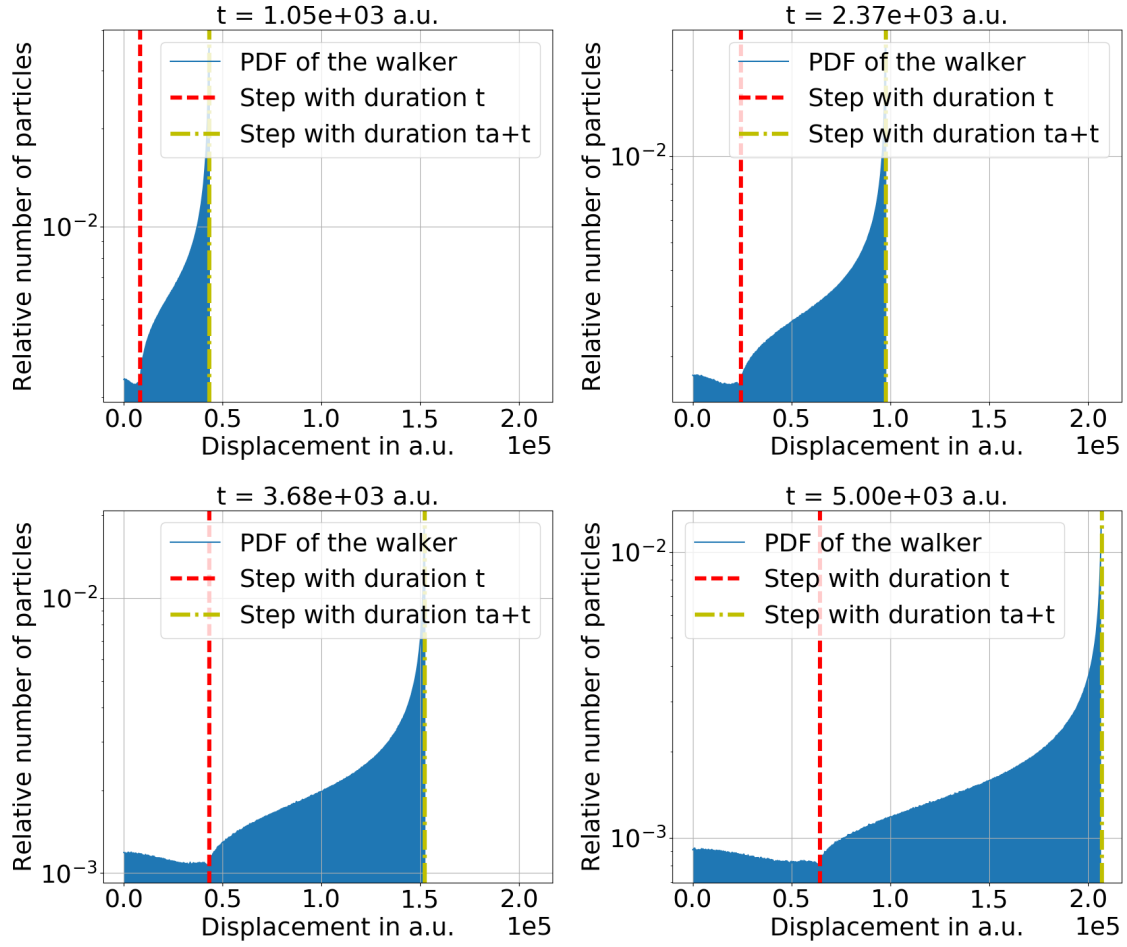 t = 1.05e+03 a.u.
PDF of the walker
Step with duration t
Step with duration ta+t
Relative number of particles
10⁻²
0.0 0.5 1.0 1.5 2.0
Displacement in a.u. 1e5
t = 2.37e+03 a.u.
PDF of the walker
Step with duration t
Step with duration ta+t
Relative number of particles
10⁻²
0.0 0.5 1.0 1.5 2.0
Displacement in a.u. 1e5
t = 3.68e+03 a.u.
PDF of the walker
Step with duration t
Step with duration ta+t
Relative number of particles
10⁻²
10⁻³
0.0 0.5 1.0 1.5 2.0
Displacement in a.u. 1e5
t = 5.00e+03 a.u.
PDF of the walker
Step with duration t
Step with duration ta+t
Relative number of particles
10⁻²
10⁻³
0.0 0.5 1.0 1.5 2.0
Displacement in a.u. 1e5